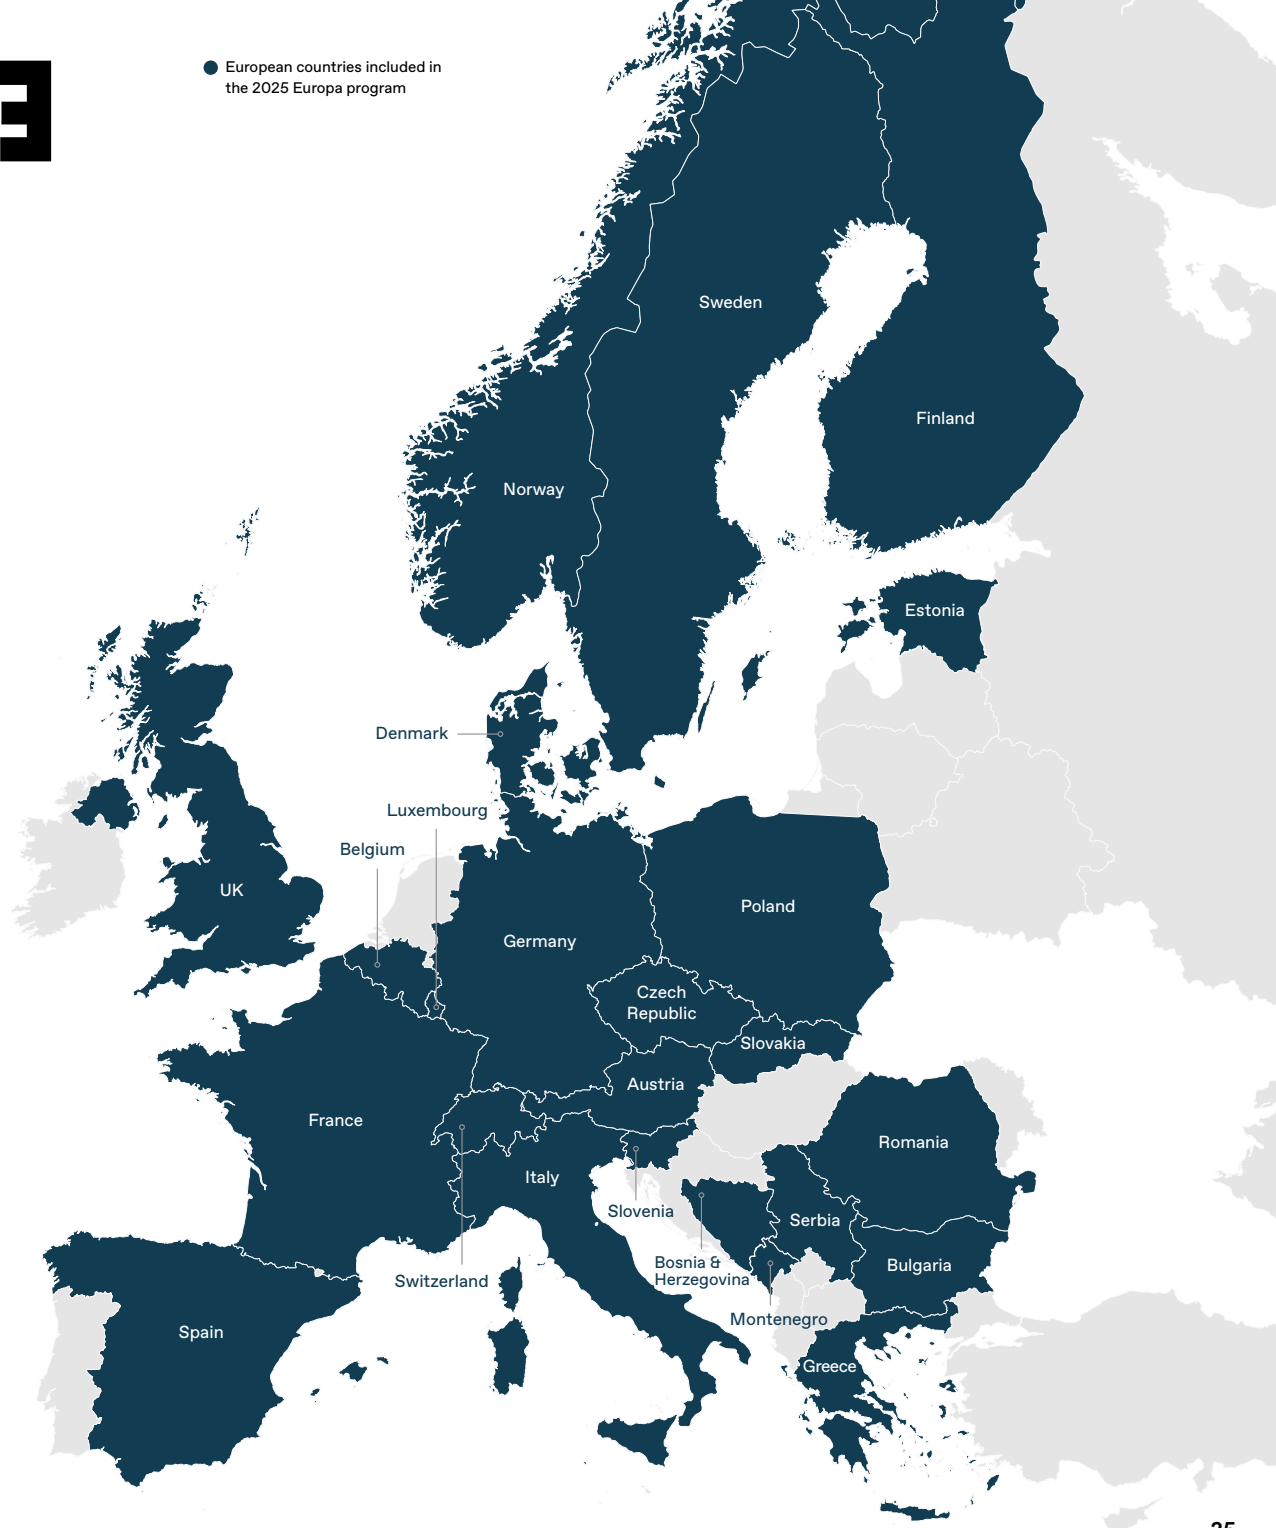 European countries included in
the 2025 Europa program
Sweden
Finland
Norway
Estonia
Denmark
Luxembourg
Belgium
UK
Poland
Germany
Czech
Republic
Slovakia
Austria
France
Romania
Italy
Slovenia
Serbia
Bosnia &
Herzegovina
Bulgaria
Switzerland
Montenegro
Spain
Greece